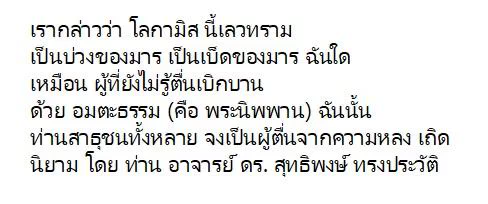 เรากล่าวว่า โลกามิส นี้เลวทราม
เป็นบ่วงของมาร เป็นเบ็ดของมาร ฉันใด
เหมือน ผู้ที่ยังไม่รู้ตื่นเบิกบาน
ด้วย อมตะธรรม (คือ พระนิพพาน) ฉันนั้น
ท่านสาธุชนทั้งหลาย จงเป็นผู้ตื่นจากความหลง เถิด
นิยาม โดย ท่าน อาจารย์ ดร. สุทธิพงษ์ ทรงประวัติ